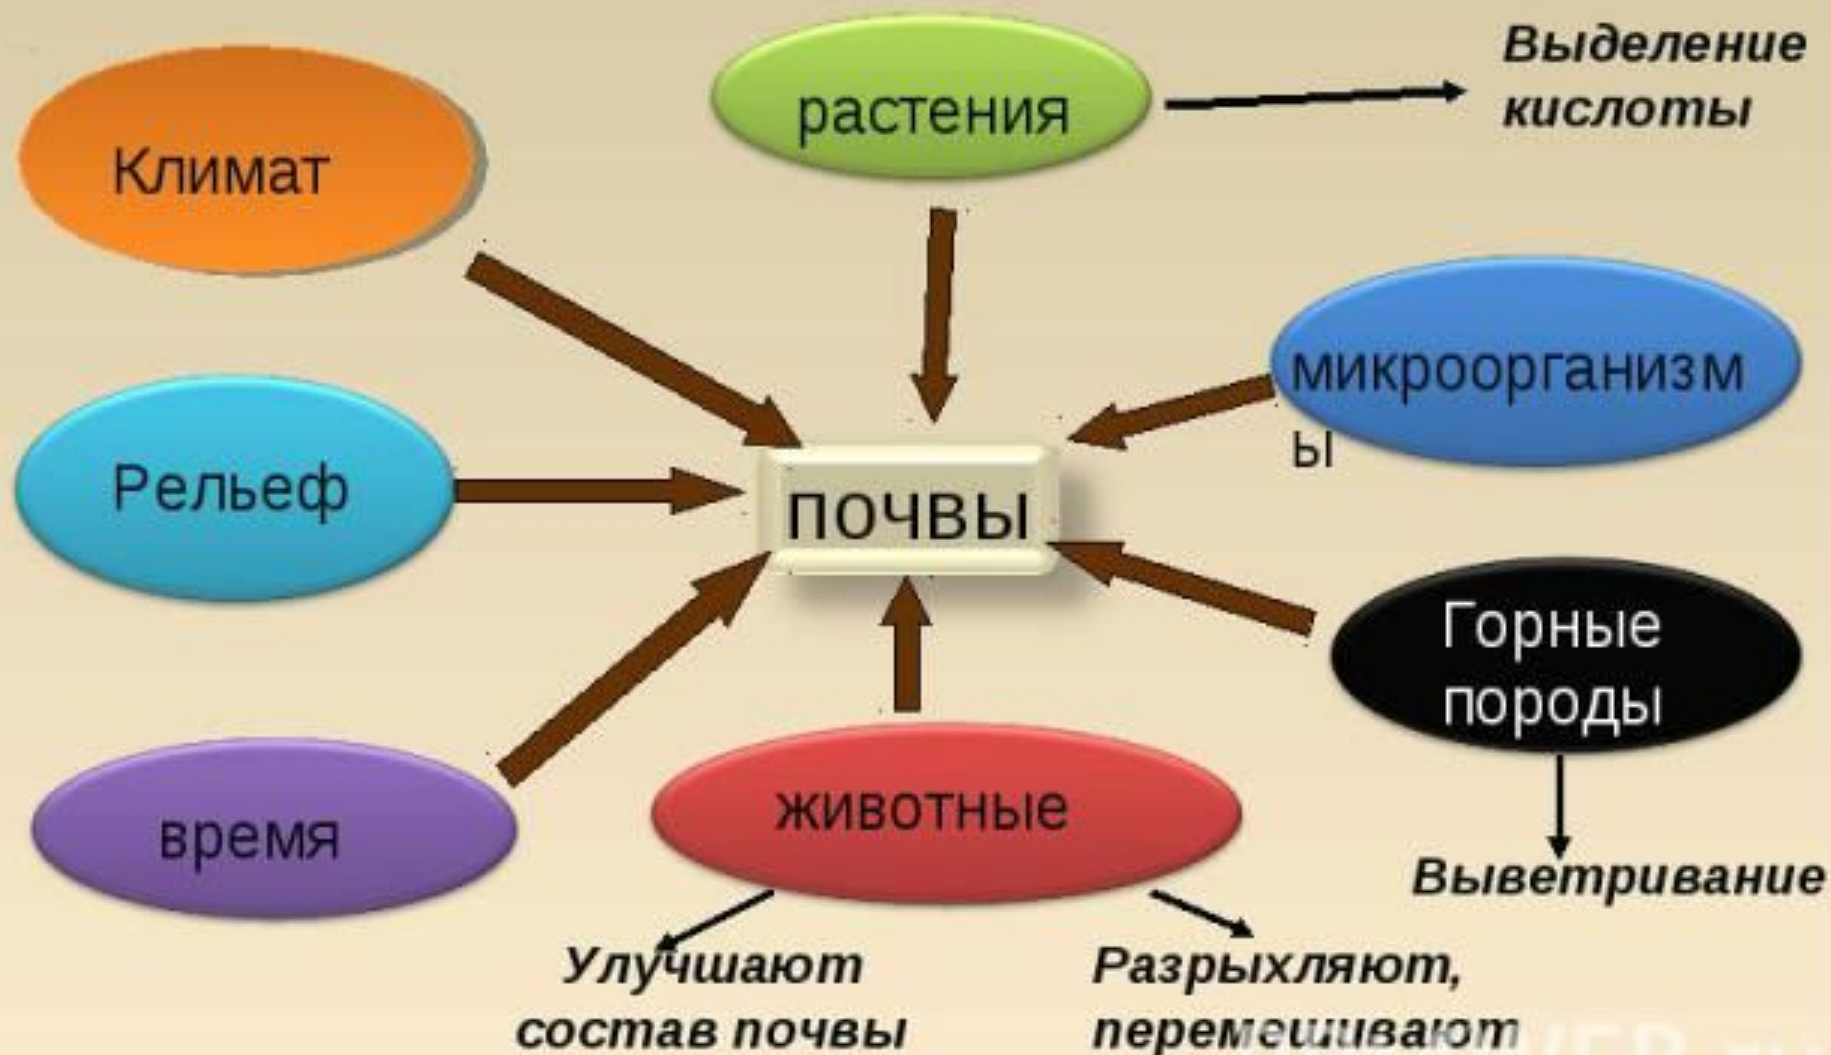 Климат
растения
Выделение
кислоты
микроорганизм
ы
Рельеф
почвы
Горные
породы
время
животные
Выветривание
Улучшают
состав почвы
Разрыхляют,
перемешивают